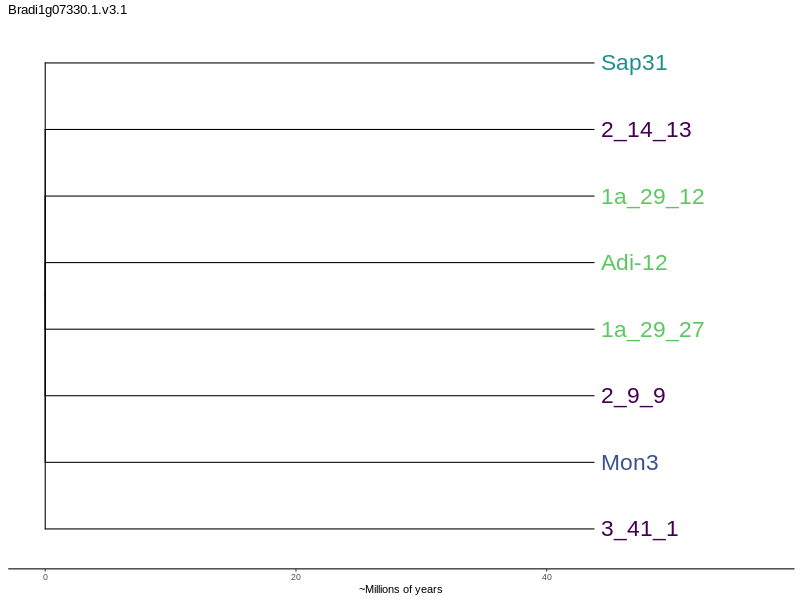 Bradi1g07330.1.v3.1
Sap31
2_14_13
1a_29_12
Adi-12
1a_29_27
2_9_9
Mon3
3_41_1
0 20 40
~Millions of years